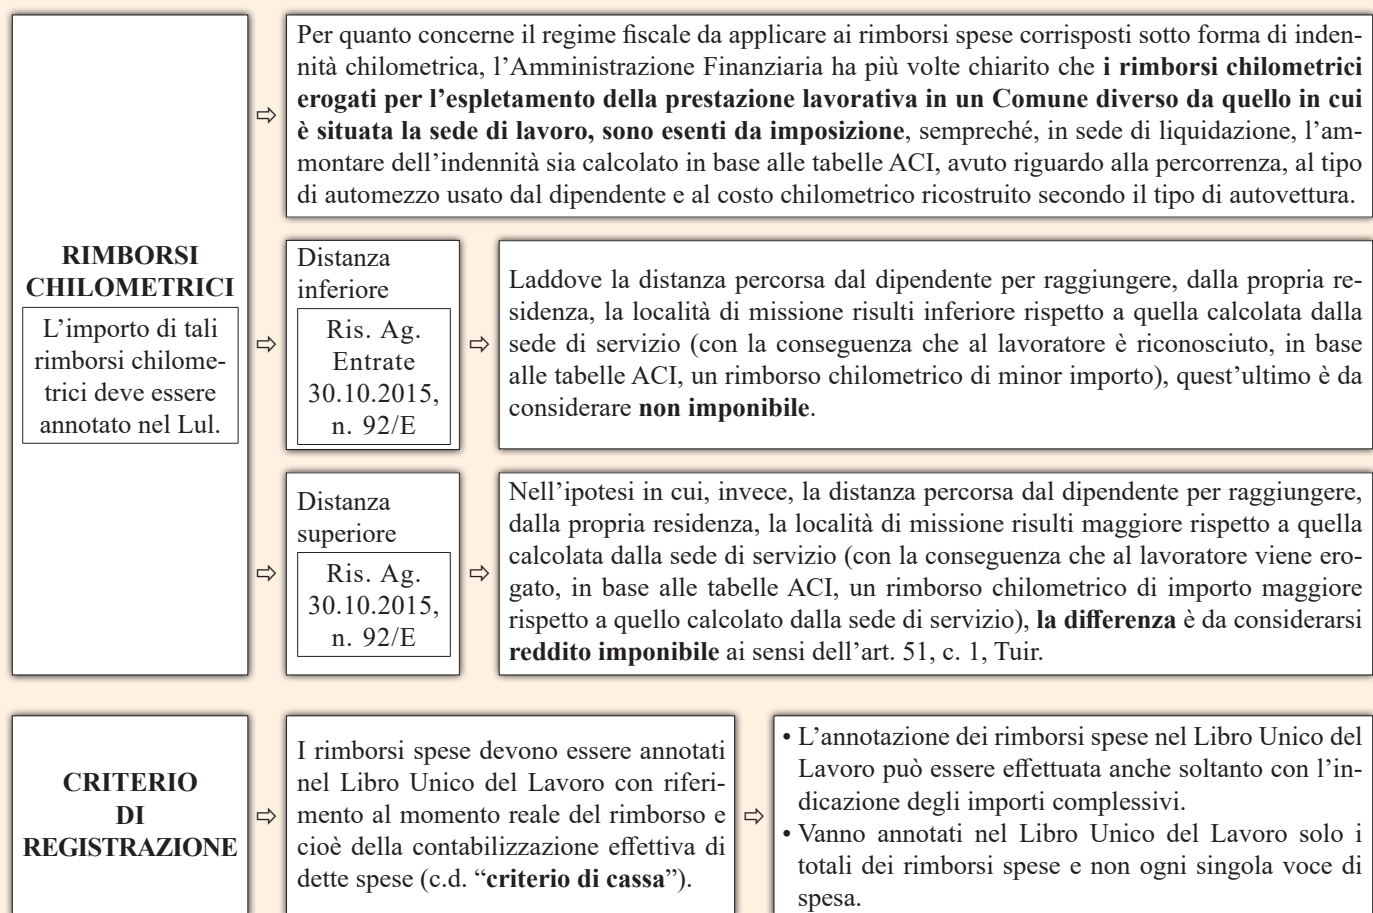 RIMBORSI
CHILOMETRICI
L’importo di tali
rimborsi chilome-
trici deve essere
annotato nel Lul.
⇨
Per quanto concerne il regime fiscale da applicare ai rimborsi spese corrisposti sotto forma di inden-
nità chilometrica, l’Amministrazione Finanziaria ha più volte chiarito che i rimborsi chilometrici
erogati per l’espletamento della prestazione lavorativa in un Comune diverso da quello in cui
è situata la sede di lavoro, sono esenti da imposizione, sempreché, in sede di liquidazione, l’am-
montare dell’indennità sia calcolato in base alle tabelle ACI, avuto riguardo alla percorrenza, al tipo
di automezzo usato dal dipendente e al costo chilometrico ricostruito secondo il tipo di autovettura.
⇨
Distanza
inferiore
Ris. Ag.
Entrate
30.10.2015,
n. 92/E
⇨
Laddove la distanza percorsa dal dipendente per raggiungere, dalla propria re-
sidenza, la località di missione risulti inferiore rispetto a quella calcolata dalla
sede di servizio (con la conseguenza che al lavoratore è riconosciuto, in base
alle tabelle ACI, un rimborso chilometrico di minor importo), quest’ultimo è da
considerare non imponibile.
⇨
Distanza
superiore
Ris. Ag.
30.10.2015,
n. 92/E
⇨
Nell’ipotesi in cui, invece, la distanza percorsa dal dipendente per raggiungere,
dalla propria residenza, la località di missione risulti maggiore rispetto a quella
calcolata dalla sede di servizio (con la conseguenza che al lavoratore viene ero-
gato, in base alle tabelle ACI, un rimborso chilometrico di importo maggiore
rispetto a quello calcolato dalla sede di servizio), la differenza è da considerarsi
reddito imponibile ai sensi dell’art. 51, c. 1, Tuir.
CRITERIO
DI
REGISTRAZIONE
⇨
I rimborsi spese devono essere annotati
nel Libro Unico del Lavoro con riferi-
mento al momento reale del rimborso e
cioè della contabilizzazione effettiva di
dette spese (c.d. “criterio di cassa”).
⇨
• L’annotazione dei rimborsi spese nel Libro Unico del
Lavoro può essere effettuata anche soltanto con l’in-
dicazione degli importi complessivi.
• Vanno annotati nel Libro Unico del Lavoro solo i
totali dei rimborsi spese e non ogni singola voce di
spesa.